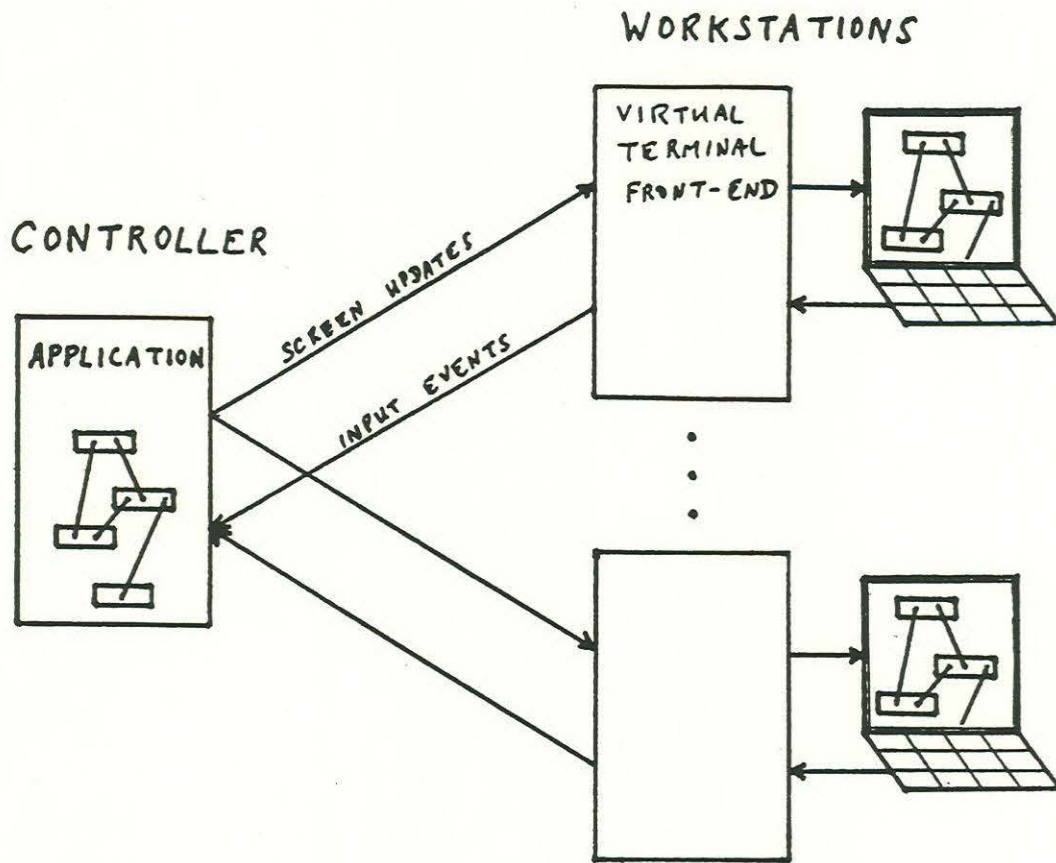 WORKSTATIONS
VIRTUAL
TERMINAL
FRONT-END
CONTROLLER
SCREEN UPDATES
APPLICATION
INPUT EVENTS